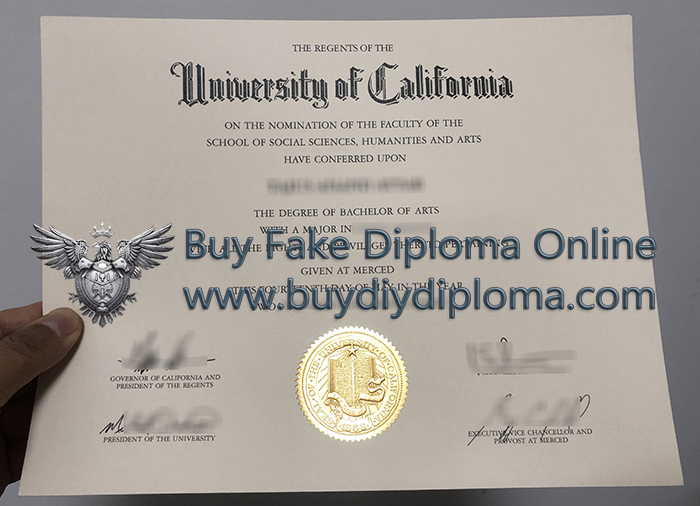 THE REGENTS OF THE
University of California
ON THE NOMINATION OF THE FACULTY OF THE
SCHOOL OF SOCIAL SCIENCES, HUMANITIES AND ARTS
HAVE CONFERRED UPON
THE DEGREE OF BACHELOR OF ARTS
WITH A MAJOR IN
Buy Fake Diploma Online
GIVEN AT MERCED
www.buydiydiploma.com
GOVERNOR OF CALIFORNIA AND
PRESIDENT OF THE REGENTS
PRESIDENT OF THE UNIVERSITY
EXECUTIVE VICE CHANCELLOR AND
PROVOST AT MERCED